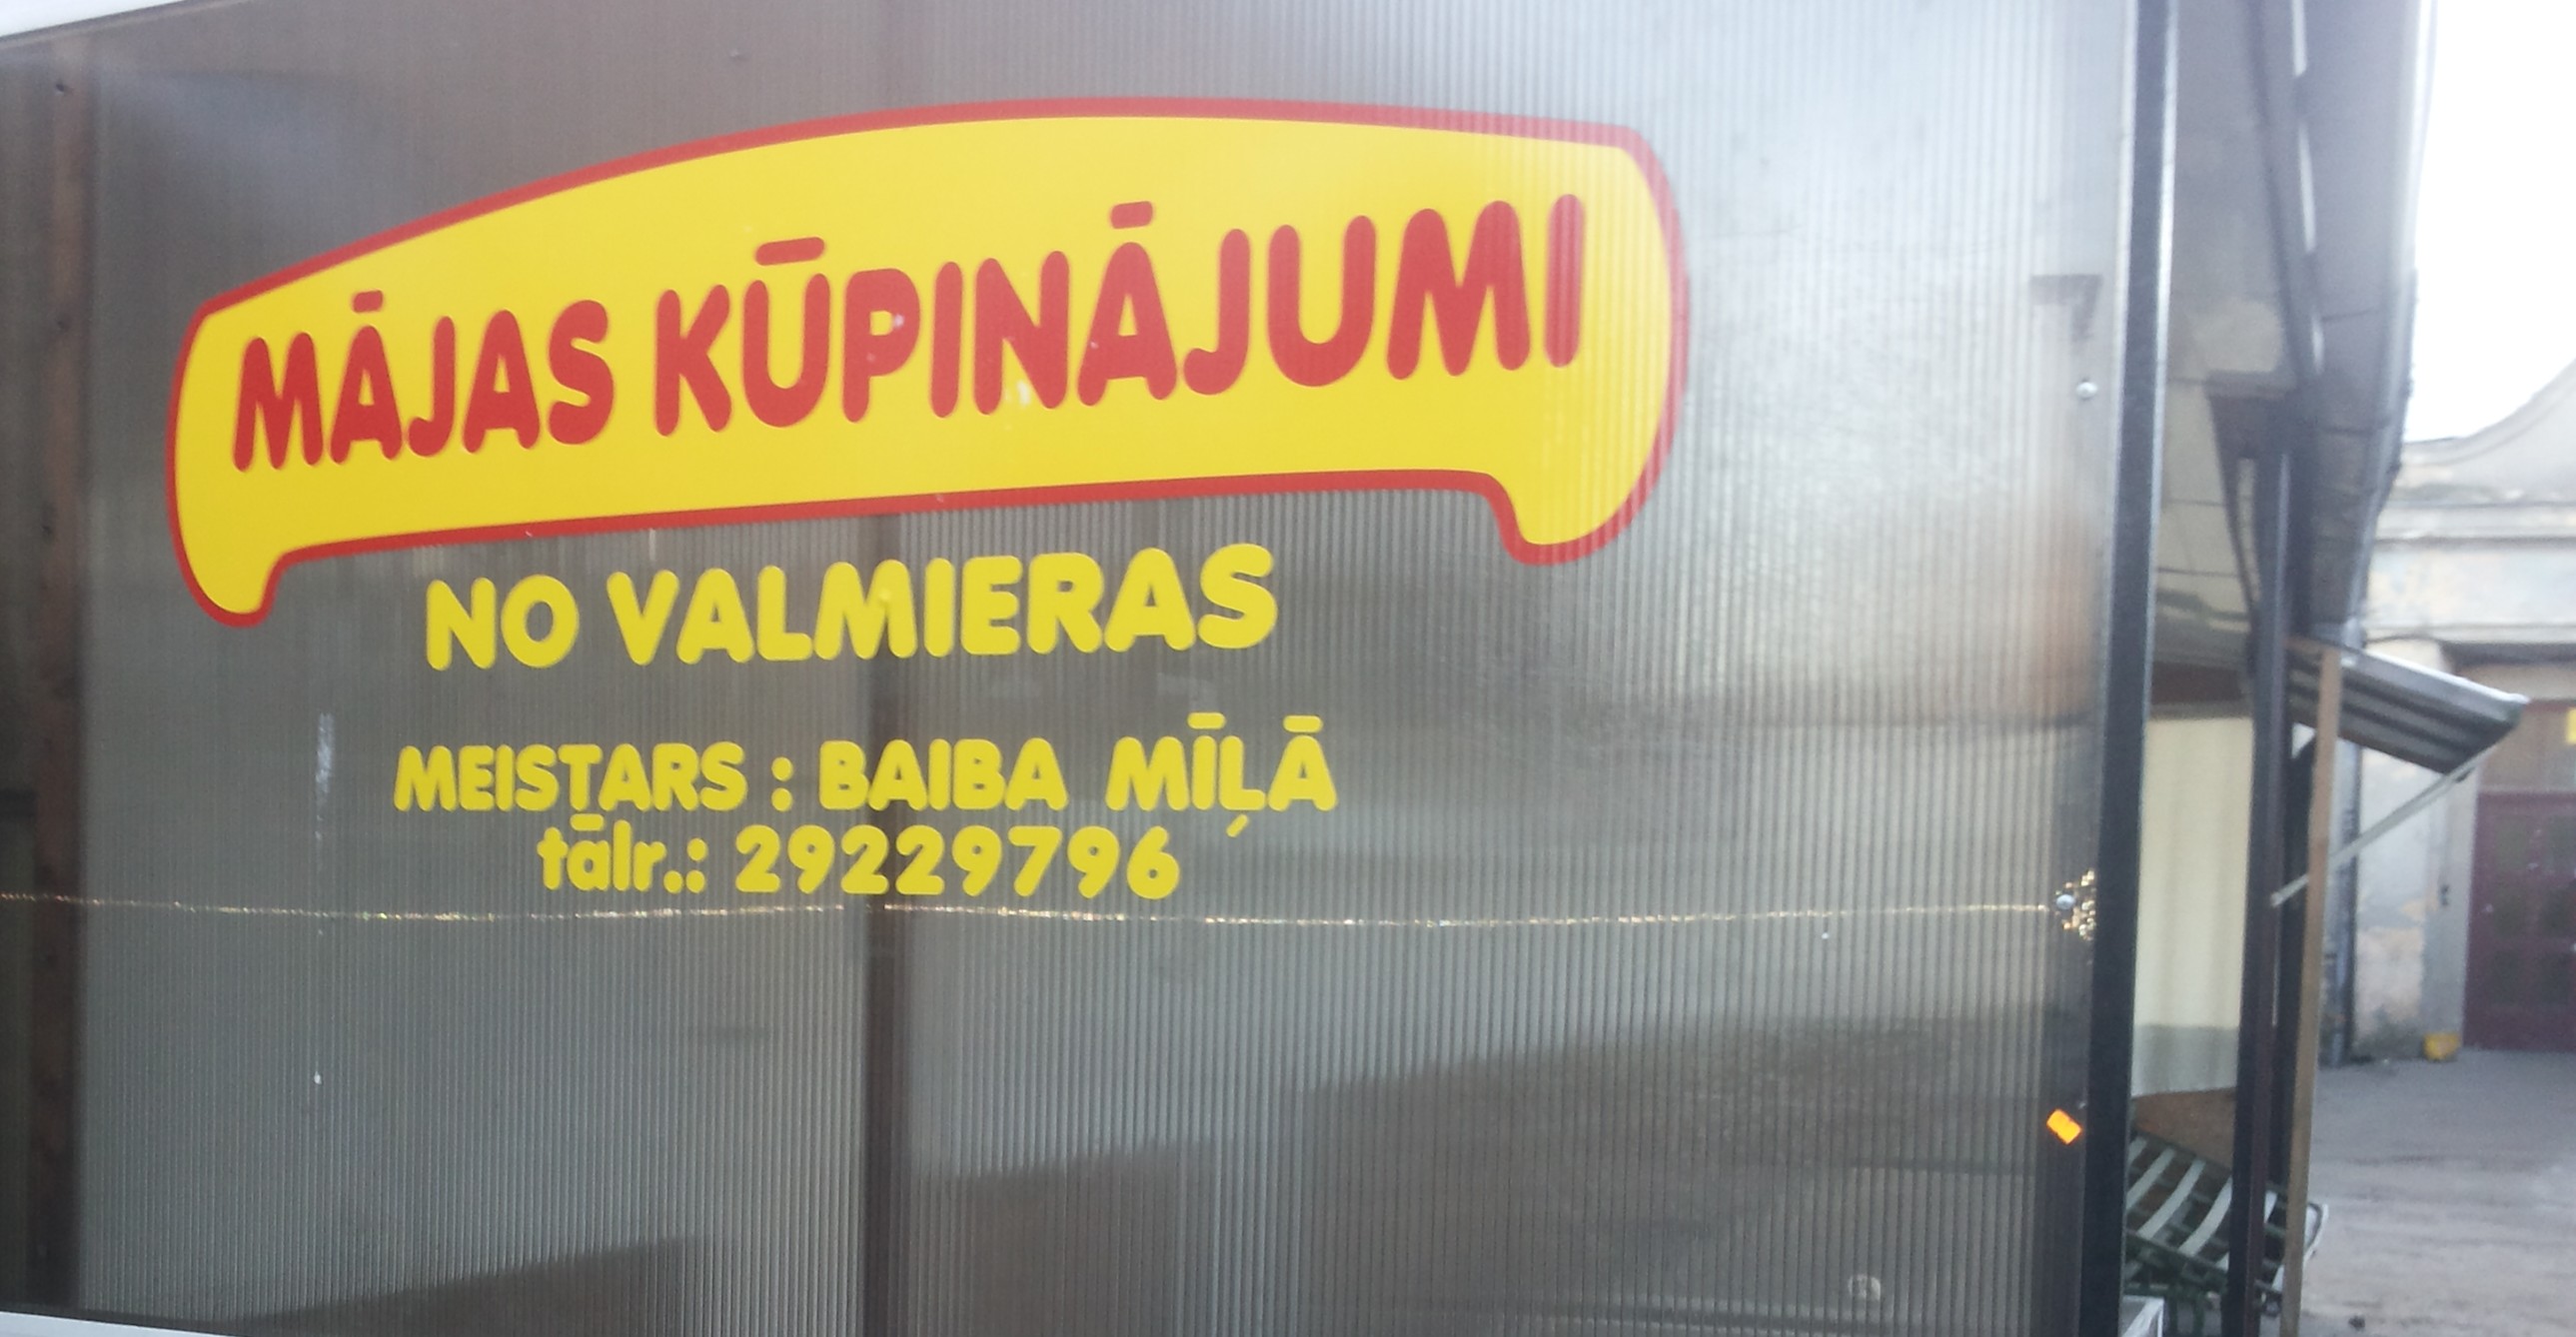 MĀJAS KŪPINĀJUMI
NO VALMIERAS
MEISTARS : BAIBA MĪĻĀ
tālr.: 29229796